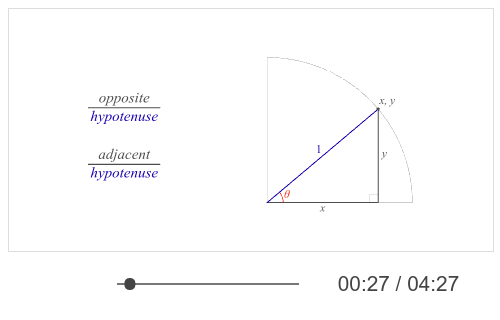 opposite
hypotenuse
adjacent
hypotenuse
x, y
1
y
θ
x
00:27 / 04:27